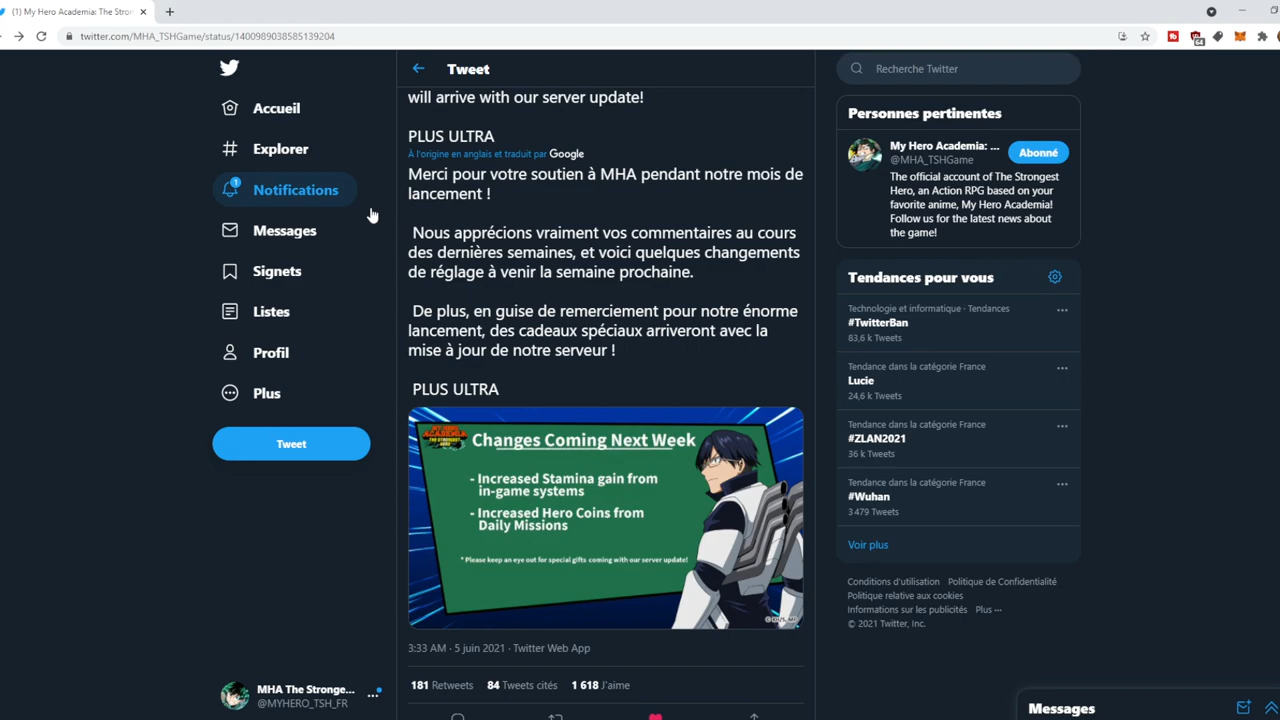 (1) My Hero Academia: The Stron
twitter.com/MHA_TSHGame/status/1400989038585139204
64
Accueil
Explorer
1
Notifications
Messages
Signets
Listes
Profil
Plus
Tweet
MHA The Stronge...
@MYHERO_TSH_FR
Tweet
will arrive with our server update!
PLUS ULTRA
À l'origine en anglais et traduit par Google
Merci pour votre soutien à MHA pendant notre mois de
lancement !
Nous apprécions vraiment vos commentaires au cours
des dernières semaines, et voici quelques changements
de réglage à venir la semaine prochaine.
De plus, en guise de remerciement pour notre énorme
lancement, des cadeaux spéciaux arriveront avec la
mise à jour de notre serveur !
PLUS ULTRA
MY HERO
ACADEMIA
THE STRONGEST
HERO
Changes Coming Next Week
- Increased Stamina gain from
in-game systems
- Increased Hero Coins from
Daily Missions
* Please keep an eye out for special gifts coming with our server update!
3:33 AM · 5 juin 2021 · Twitter Web App
181 Retweets 84 Tweets cités 1 618 J'aime
Recherche Twitter
Personnes pertinentes
My Hero Academia: ...
@MHA_TSHGame
Abonné
The official account of The Strongest
Hero, an Action RPG based on your
favorite anime, My Hero Academia!
Follow us for the latest news about
the game!
Tendances pour vous
Technologie et informatique · Tendances
#TwitterBan
83,6 k Tweets
Tendance dans la catégorie France
Lucie
24,6 k Tweets
Tendance dans la catégorie France
#ZLAN2021
36 k Tweets
Tendance dans la catégorie France
#Wuhan
3 479 Tweets
Voir plus
Conditions d'utilisation Politique de Confidentialité
Politique relative aux cookies
Informations sur les publicités Plus ···
© 2021 Twitter, Inc.
Messages